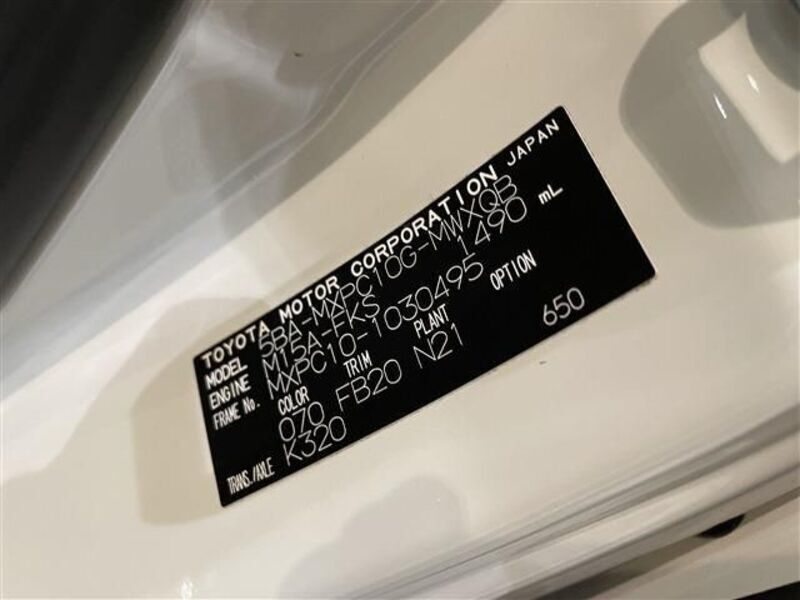 TOYOTA MOTOR CORPORATION JAPAN
MODEL 5BA-MXPC10G-MWXQB
ENGINE M15A-FKS 1490 mL
FRAME No. MXPC10-1030495
COLOR TRIM PLANT OPTION
070 FB20 N21
TRANS./AXLE K320 650